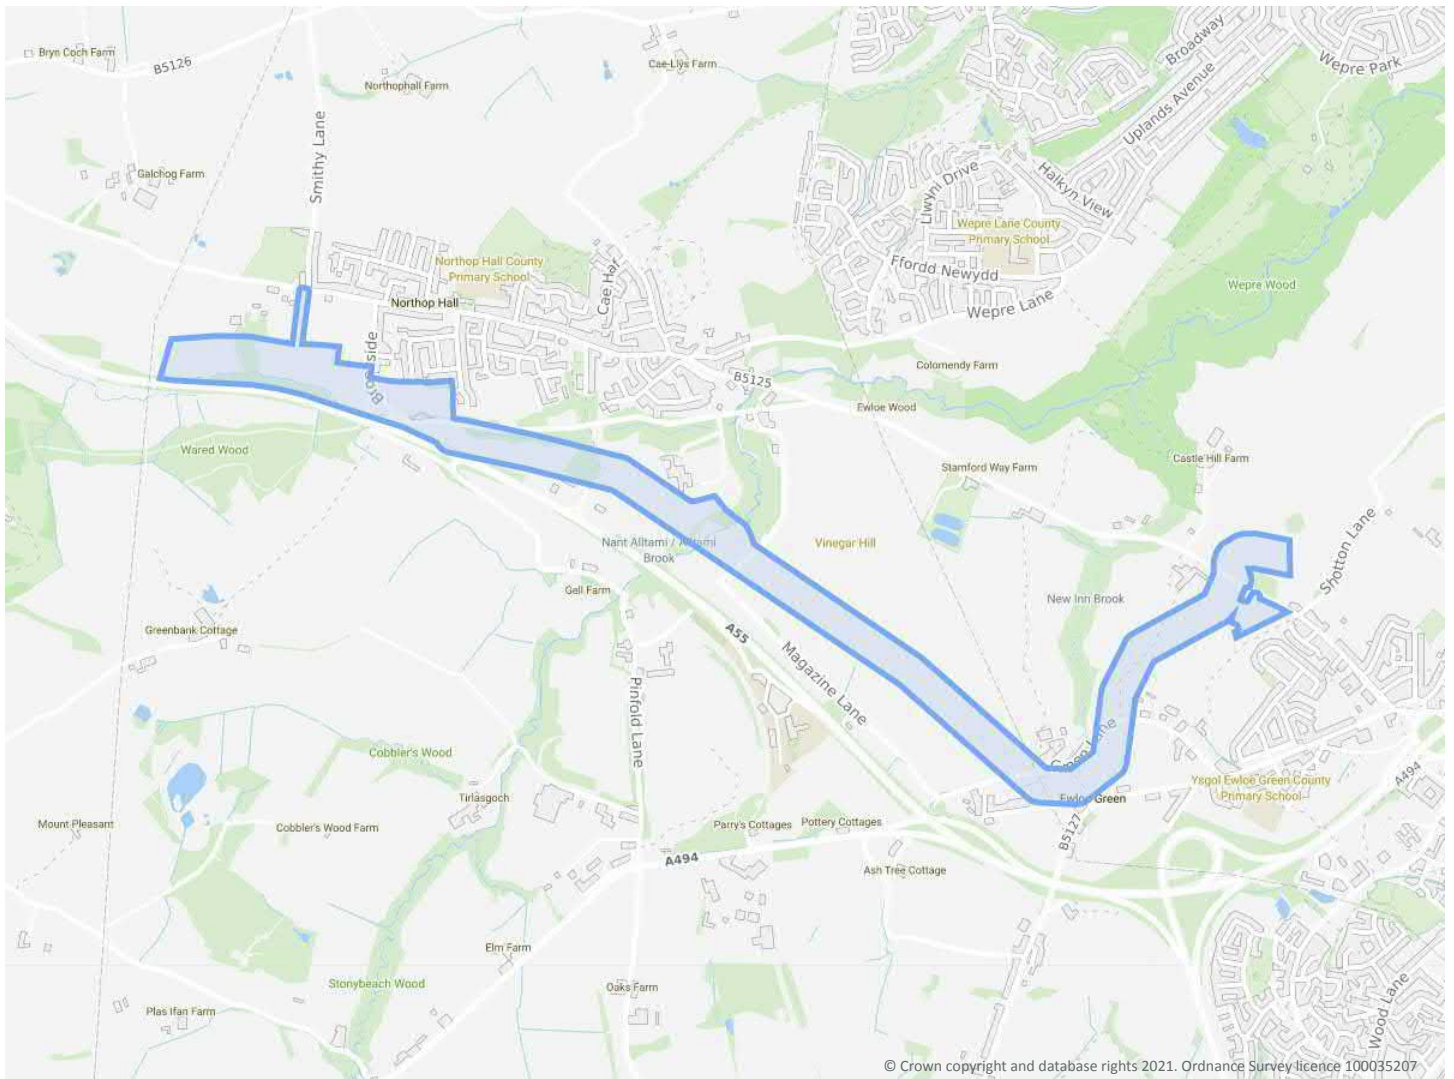 Broadway
Wepre Park
Bryn Coch Farm
B5126
Cae-Llys Farm
Northophall Farm
Uplands Avenue
Smithy Lane
Galchog Farm
Llwyni Drive
Halkyn View
Wepre Lane County
Primary School
Northop Hall County
Primary School
Ffordd Newydd
Cae Har
Wepre Wood
Northop Hall
Wepre Lane
Colomendy Farm
B5125
Ewloe Wood
Wared Wood
Castle Hill Farm
Stamford Way Farm
Nant Alltami / Alltami
Brook
Vinegar Hill
Shotton Lane
Gell Farm
New Inn Brook
Greenbank Cottage
A55
Magazine Lane
Pinfold Lane
Green Lane
Cobbler's Wood
Ysgol Ewloe Green County
Primary School
A494
Tirlasgoch
Ewloe Green
Mount Pleasant
Cobbler's Wood Farm
Parry's Cottages
Pottery Cottages
B5127
A494
Ash Tree Cottage
Elm Farm
Stonybeach Wood
Oaks Farm
Plas Ifan Farm
Wood Lane
© Crown copyright and database rights 2021. Ordnance Survey licence 100035207